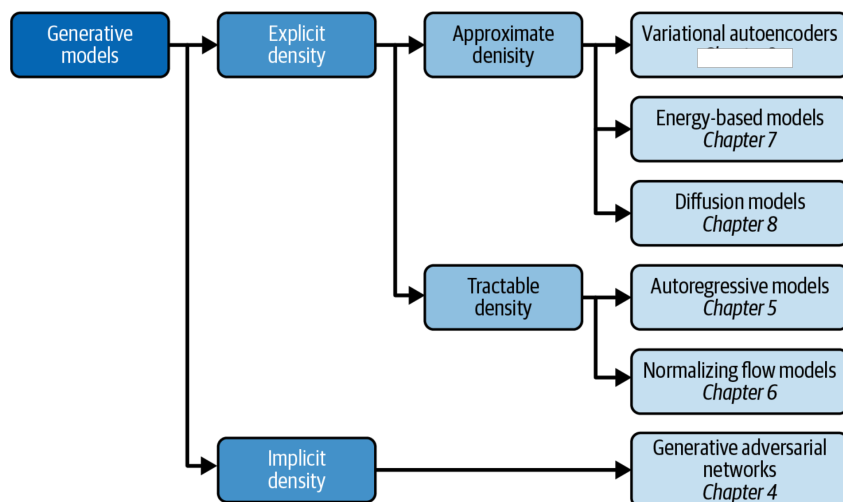 Generative
models
Explicit
density
Approximate
denisity
Variational autoencoders
Energy-based models
Chapter 7
Diffusion models
Chapter 8
Tractable
density
Autoregressive models
Chapter 5
Normalizing flow models
Chapter 6
Implicit
density
Generative adversarial
networks
Chapter 4